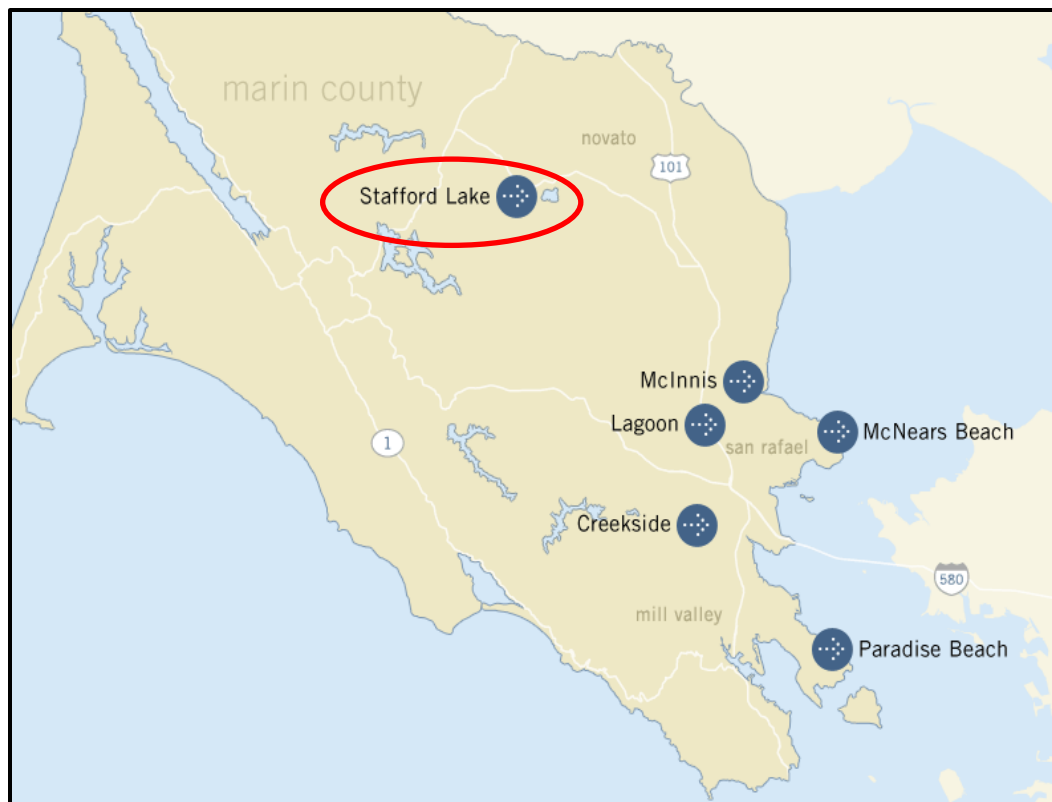 marin county
novato
101
Stafford Lake
McInnis
Lagoon
McNears Beach
san rafael
1
Creekside
580
mill valley
Paradise Beach